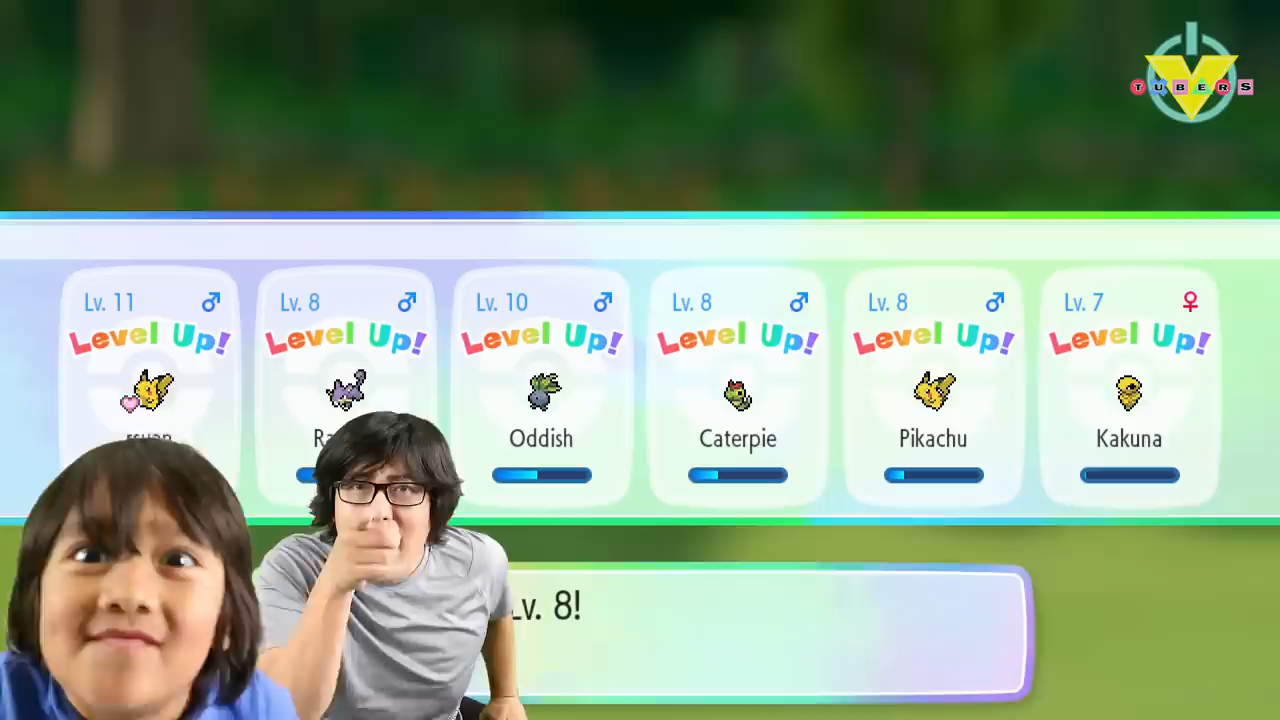 V
TUBERS
Lv. 11 ♂ Lv. 8 ♂ Lv. 10 ♂ Lv. 8 ♂ Lv. 8 ♂ Lv. 7 ♀
Level Up! Level Up! Level Up! Level Up! Level Up! Level Up!
Oddish Caterpie Pikachu Kakuna
Lv. 8!